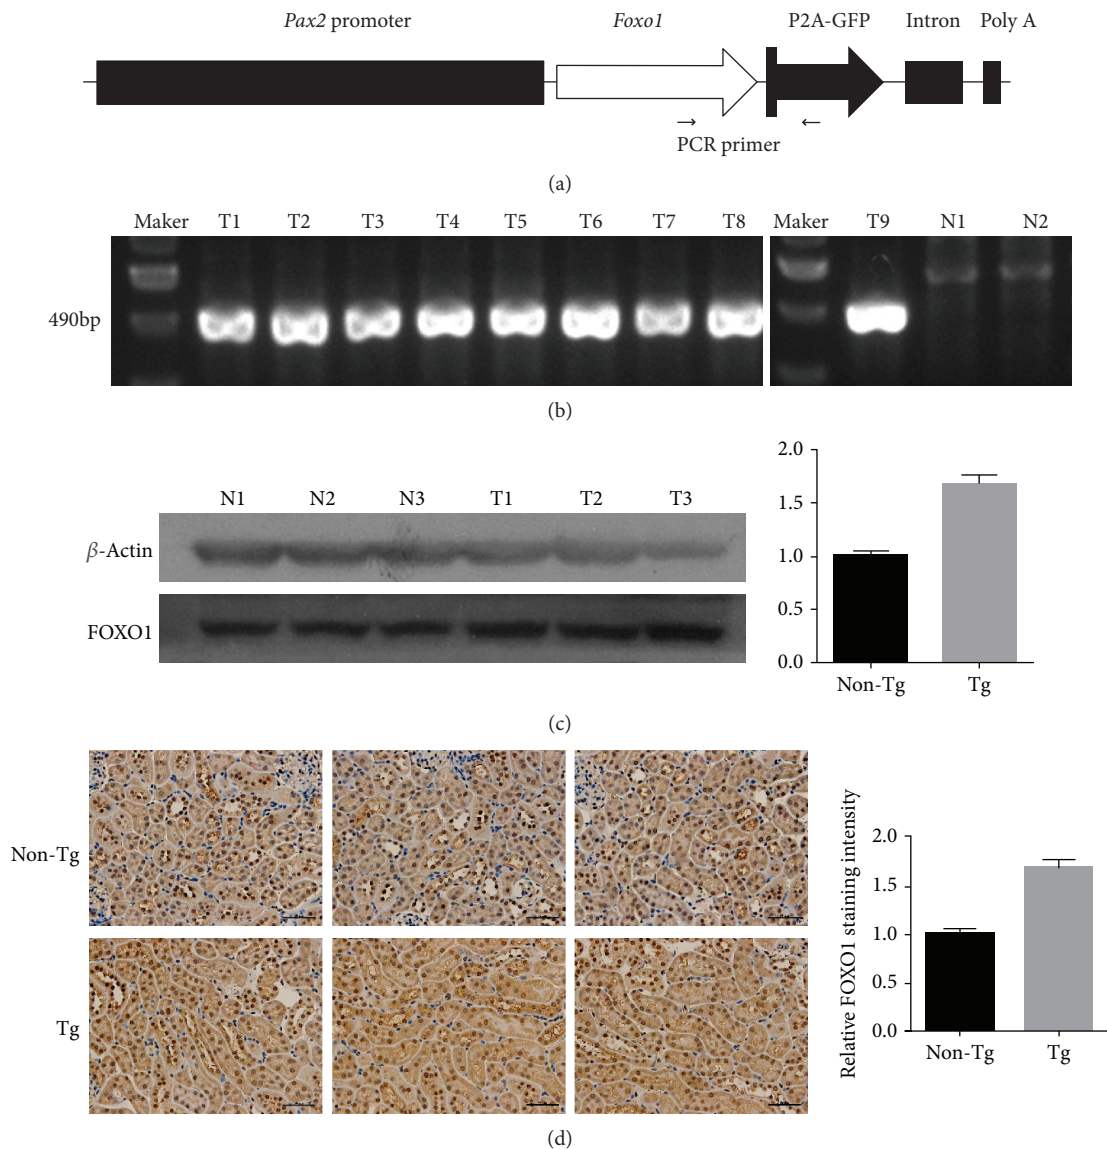 Pax2 promoter Foxo1 P2A-GFP Intron Poly A
PCR primer
(a)
Maker T1 T2 T3 T4 T5 T6 T7 T8 Maker T9 N1 N2
490bp
(b)
N1 N2 N3 T1 T2 T3
β-Actin
FOXO1
2.0
1.5
1.0
0.5
0.0
Non-Tg Tg
(c)
Non-Tg
Tg
Relative FOXO1 staining intensity
2.0
1.5
1.0
0.5
0.0
Non-Tg Tg
(d)